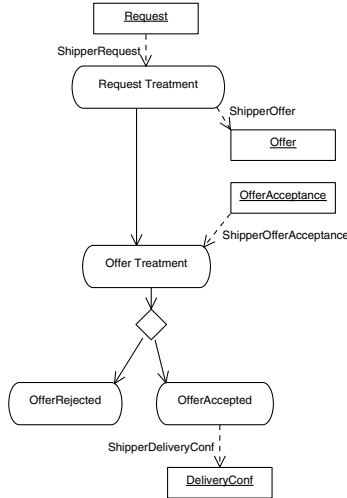 Request
ShipperRequest
Request Treatment
ShipperOffer
Offer
OfferAcceptance
ShipperOfferAcceptance
Offer Treatment
OfferRejected
OfferAccepted
ShipperDeliveryConf
DeliveryConf